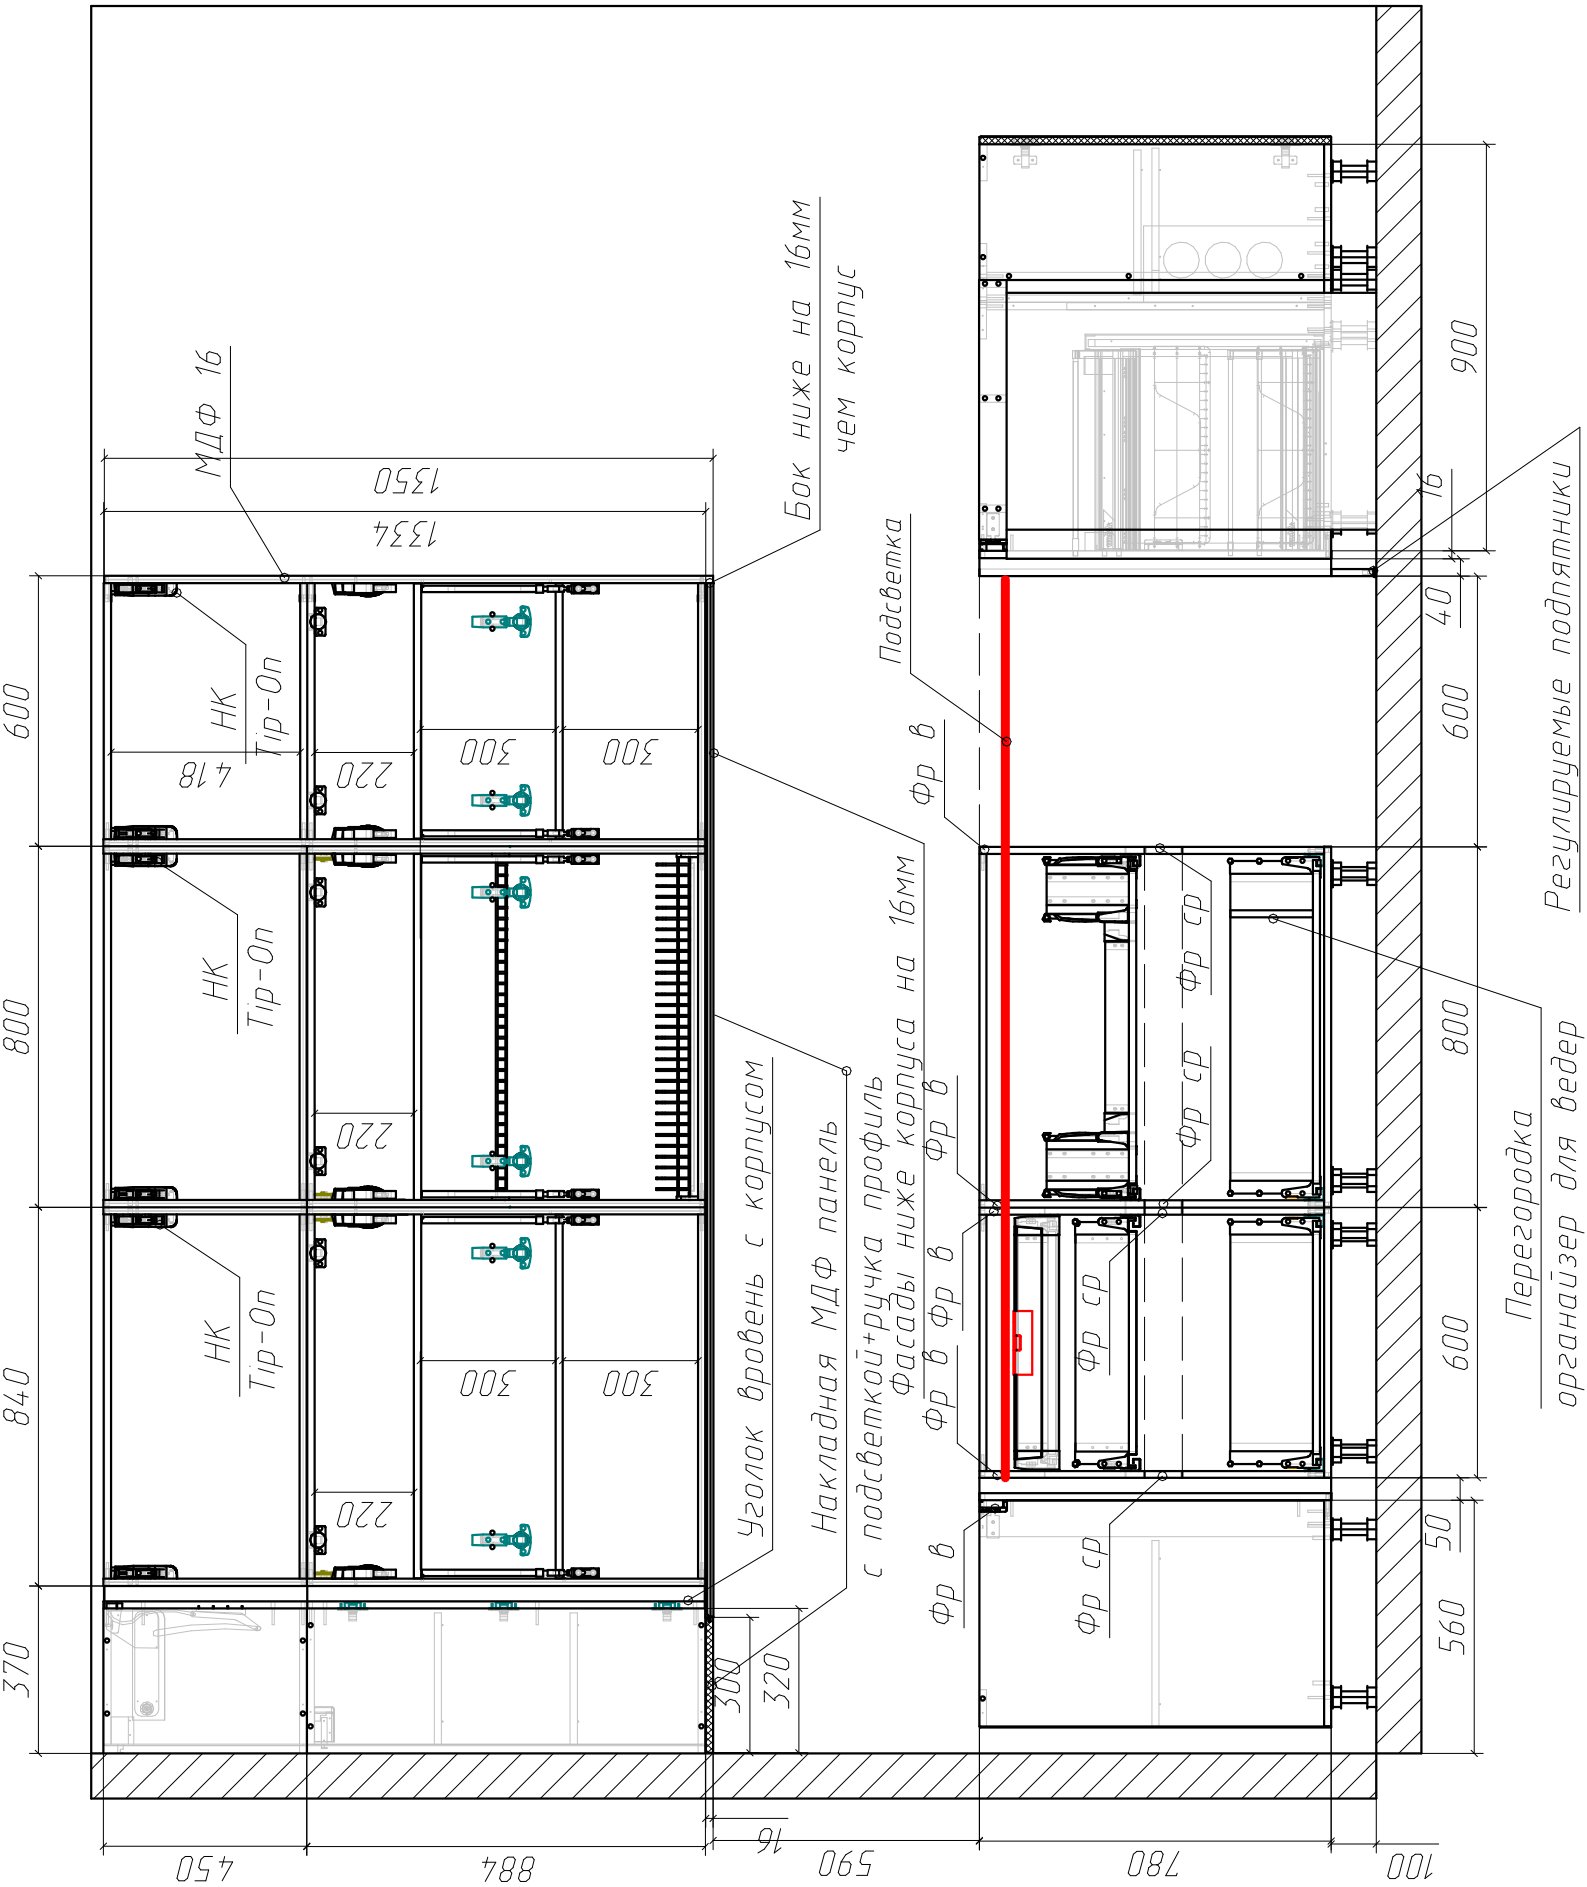 370
840
800
600
МДФ 16
1350
1334
НК
Tip-On
НК
Tip-On
НК
Tip-On
418
220
300
300
220
220
300
300
Бок ниже на 16мм
чем корпус
Уголок вровень с корпусом
Накладная МДФ панель
с подсветкой+ручка профиль
Фасады ниже корпуса на 16мм
300
320
Подсветка
Фр в
Фр в
Фр в
Фр в
Фр в
Фр ср
Фр ср
Фр ср
Фр ср
450
884
16
590
780
100
560
50
600
800
600
40
16
900
Перегородка
органайзер для ведер
Регулируемые подпятники